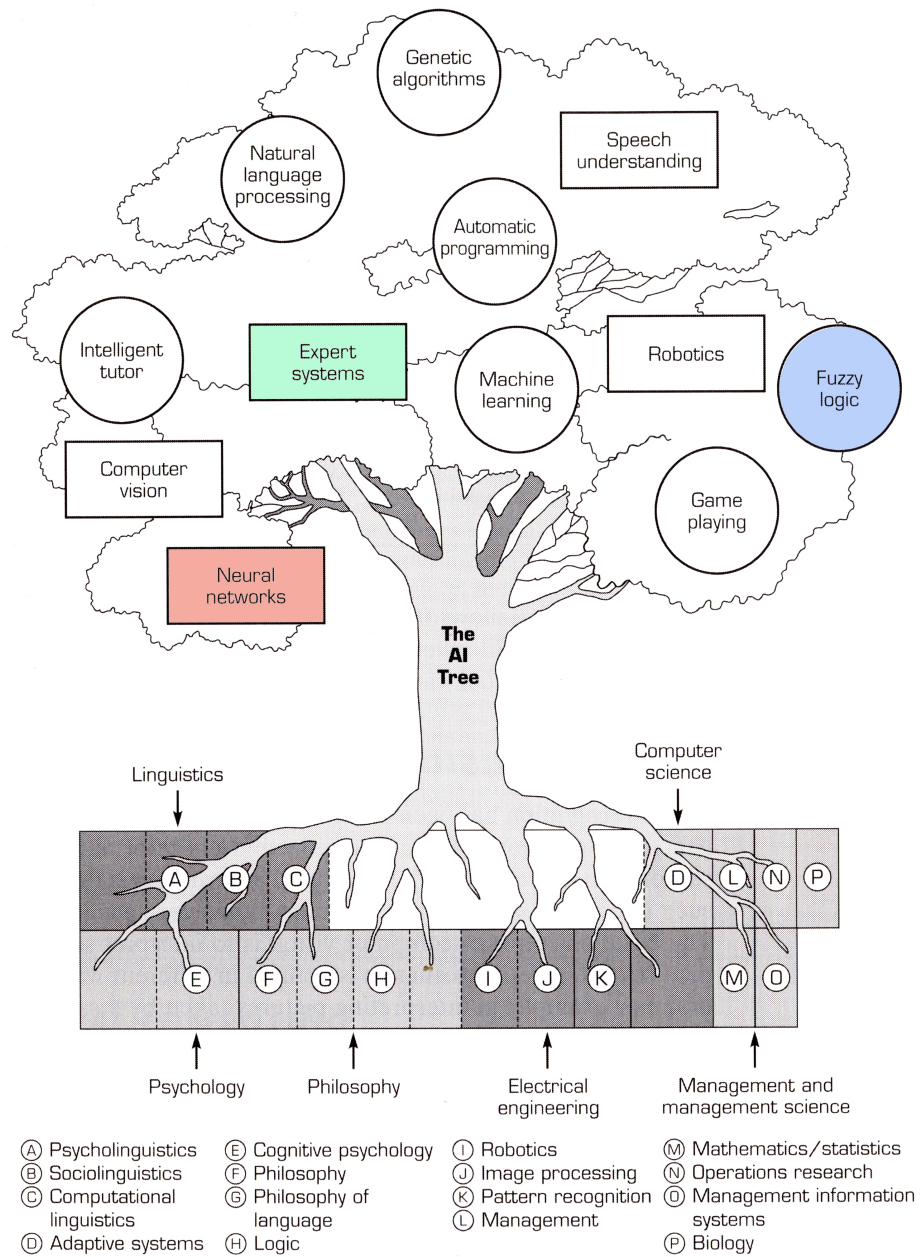 Genetic
algorithms
Speech
understanding
Natural
language
processing
Automatic
programming
Intelligent
tutor
Expert
systems
Machine
learning
Robotics
Fuzzy
logic
Computer
vision
Game
playing
Neural
networks
The
AI
Tree
Linguistics
Computer
science
A
B
C
D
L
N
P
E
F
G
H
I
J
K
M
O
Psychology
Philosophy
Electrical
engineering
Management and
management science
A Psycholinguistics
B Sociolinguistics
C Computational
linguistics
D Adaptive systems
E Cognitive psychology
F Philosophy
G Philosophy of
language
H Logic
I Robotics
J Image processing
K Pattern recognition
L Management
M Mathematics/statistics
N Operations research
O Management information
systems
P Biology